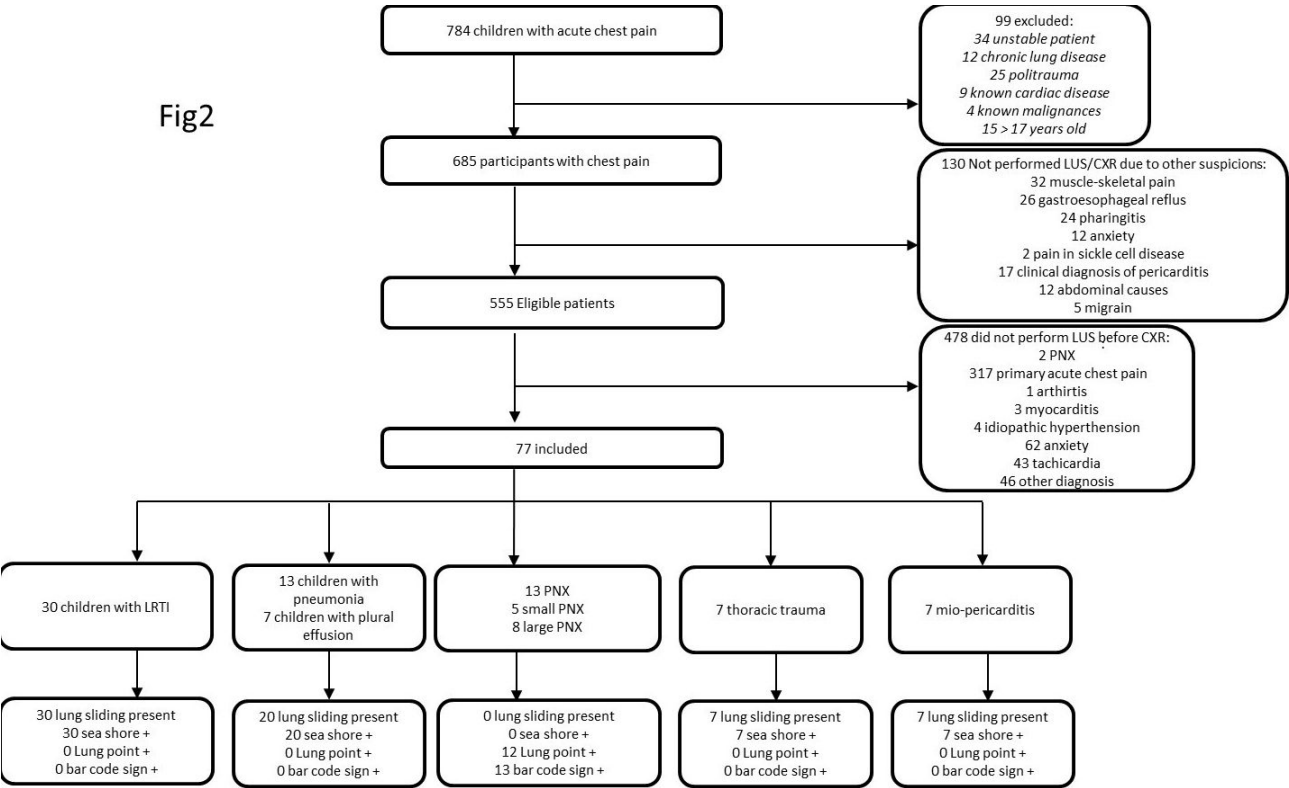 784 children with acute chest pain
99 excluded:
34 unstable patient
12 chronic lung disease
25 politrauma
9 known cardiac disease
4 known malignances
15 > 17 years old
Fig2
685 participants with chest pain
130 Not performed LUS/CXR due to other suspicions:
32 muscle-skeletal pain
26 gastroesophageal reflus
24 pharingitis
12 anxiety
2 pain in sickle cell disease
17 clinical diagnosis of pericarditis
12 abdominal causes
5 migrain
555 Eligible patients
478 did not perform LUS before CXR:
2 PNX
317 primary acute chest pain
1 arthirtis
3 myocarditis
4 idiopathic hyperthension
62 anxiety
43 tachicardia
46 other diagnosis
77 included
30 children with LRTI
13 children with
pneumonia
7 children with plural
effusion
13 PNX
5 small PNX
8 large PNX
7 thoracic trauma
7 mio-pericarditis
30 lung sliding present
30 sea shore +
0 Lung point +
0 bar code sign +
20 lung sliding present
20 sea shore +
0 Lung point +
0 bar code sign +
0 lung sliding present
0 sea shore +
12 Lung point +
13 bar code sign +
7 lung sliding present
7 sea shore +
0 Lung point +
0 bar code sign +
7 lung sliding present
7 sea shore +
0 Lung point +
0 bar code sign +